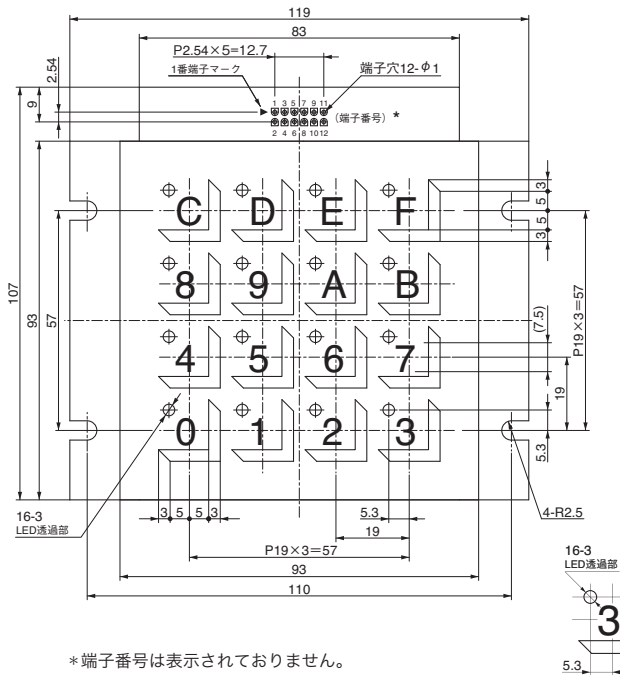 119
83
P2.54×5=12.7
2.54
1番端子マーク
端子穴12-φ1
9
1 3 5 7 9 11
(端子番号)*
2 4 6 8 10 12
C D E F
3
5
5
3
8 9 A B
107
93
57
(7.5)
P19×3=57
4 5 6 7
19
0 1 2 3
5.3
16-3
LED透過部
3 5 5 3
5.3
4-R2.5
19
P19×3=57
93
110
16-3
LED透過部
3
5.3
*端子番号は表示されておりません。